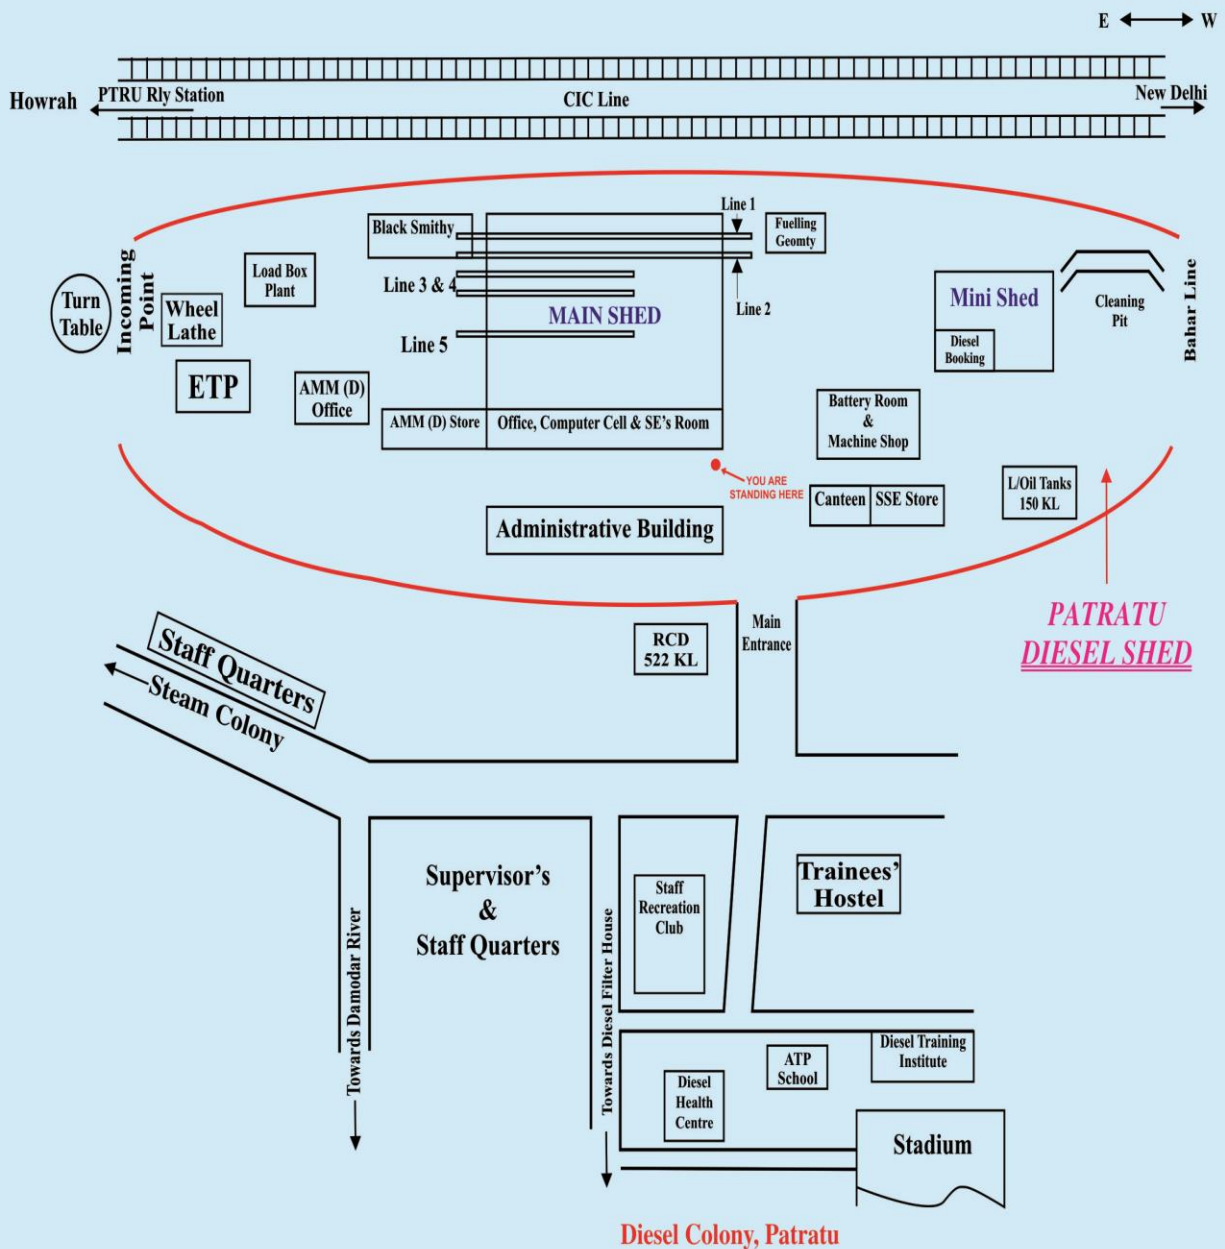 E W
PTRU Rly Station
Howrah
CIC Line
New Delhi
Line 1
Black Smithy
Fuelling
Geomty
Load Box
Plant
Incoming
Point
Turn
Table
Wheel
Lathe
Line 3 & 4
MAIN SHED
Line 2
Line 5
Mini Shed
Diesel
Booking
Cleaning
Pit
Bahar Line
ETP
AMM (D)
Office
AMM (D) Store
Office, Computer Cell & SE's Room
Battery Room
&
Machine Shop
YOU ARE
STANDING HERE
Canteen
SSE Store
L/Oil Tanks
150 KL
Administrative Building
PATRATU
DIESEL SHED
Main
Entrance
RCD
522 KL
Staff Quarters
Steam Colony
Supervisor's
&
Staff Quarters
Towards Damodar River
Towards Diesel Filter House
Staff
Recreation
Club
Trainees'
Hostel
Diesel
Health
Centre
ATP
School
Diesel Training
Institute
Stadium
Diesel Colony, Patratu